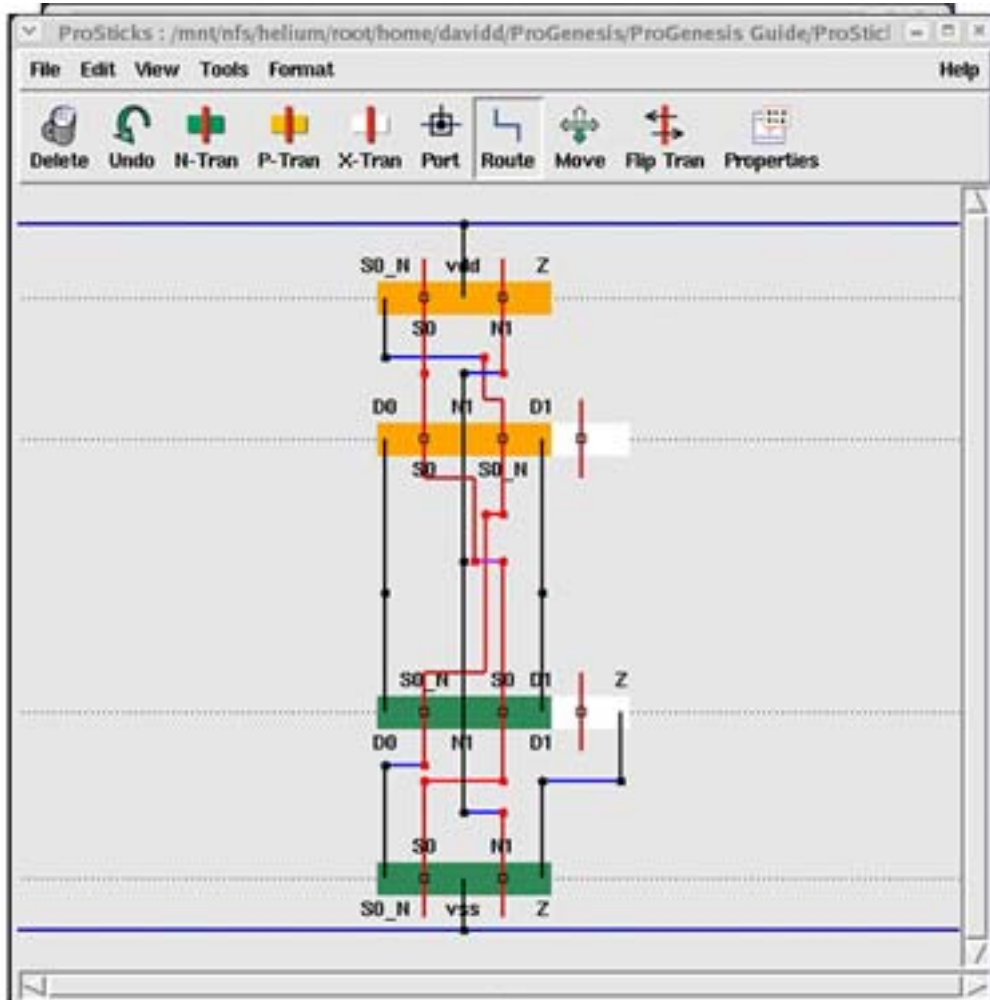 ProSticks : /mnt/nfs/helium/root/home/davidd/ProGenesis/ProGenesis Guide/ProStic
File Edit View Tools Format Help
Delete Undo N-Tran P-Tran X-Tran Port Route Move Flip Tran Properties
S0_N vdd Z
S0 N1
D0 N1 D1
S0 S0_N
S0_N S0 D1 Z
D0 N1 D1
S0 N1
S0_N vss Z